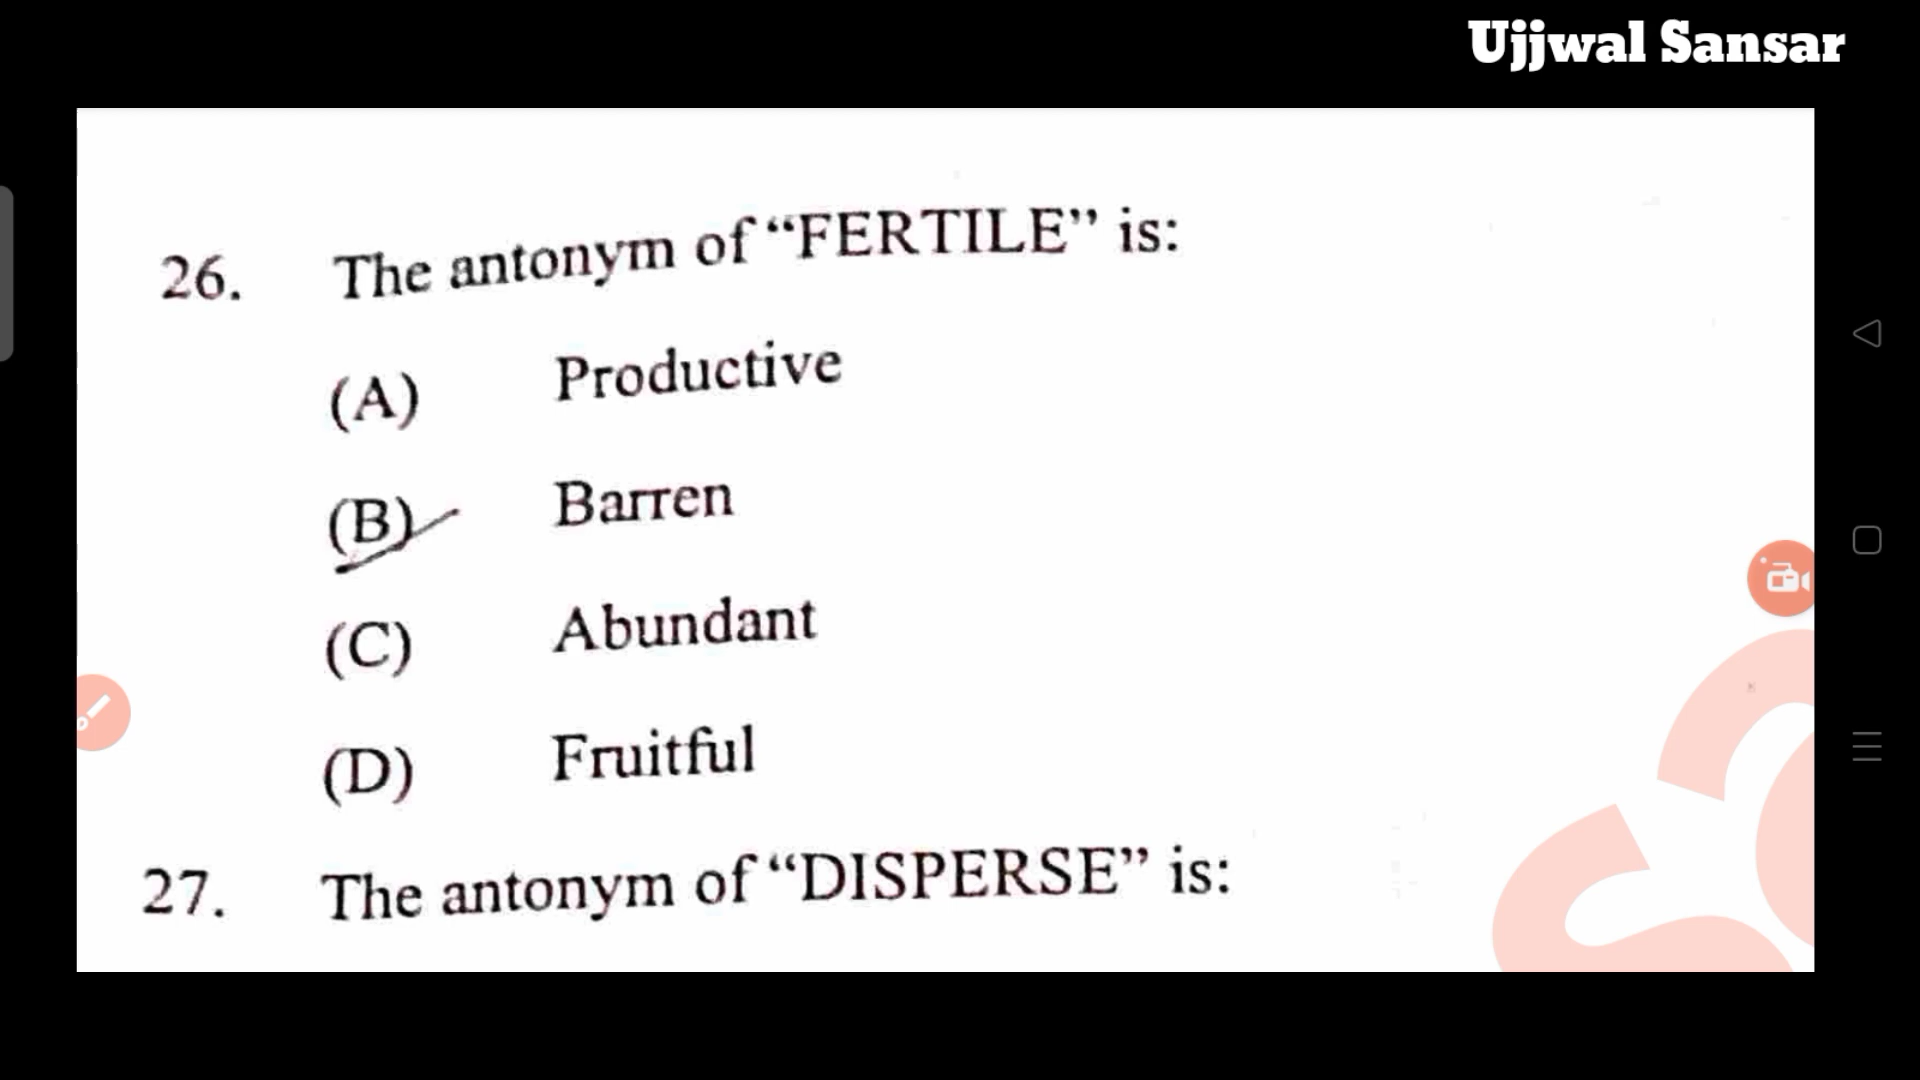 Ujjwal Sansar
26. The antonym of “FERTILE” is:
(A) Productive
(B) Barren
(C) Abundant
(D) Fruitful
27. The antonym of “DISPERSE” is: